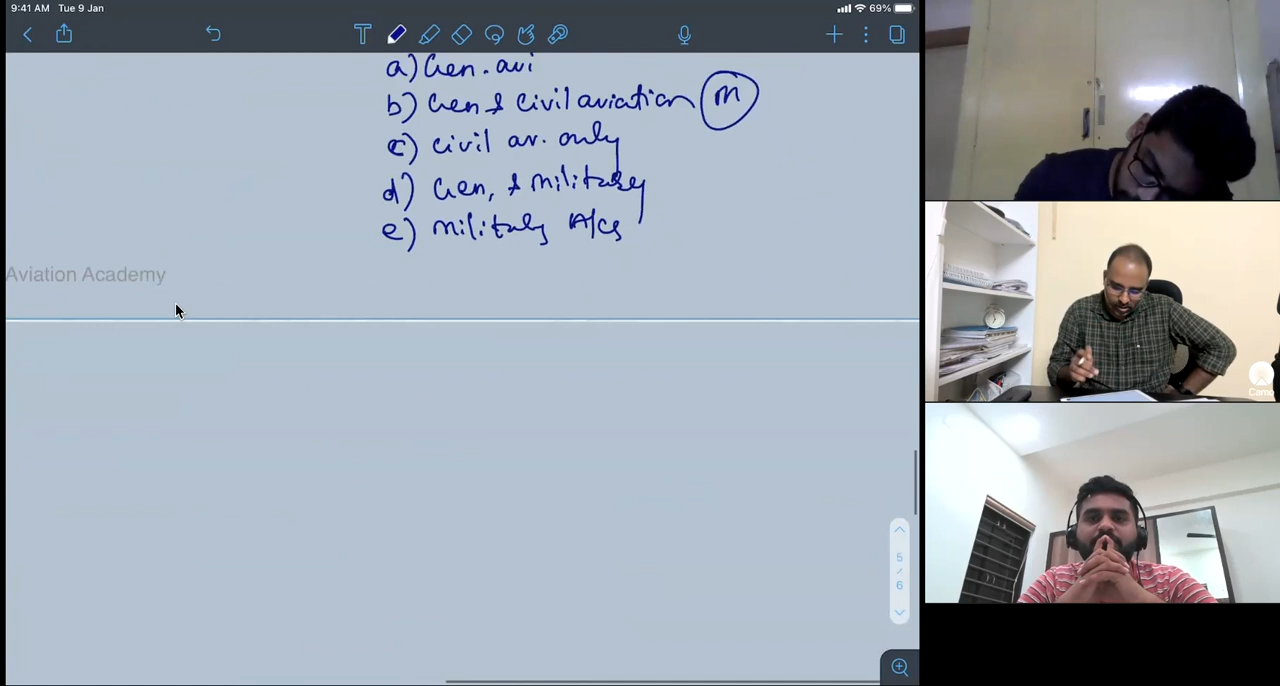 9:41 AM Tue 9 Jan
69%
a) Gen. avi
b) Gen & civil aviation m
c) civil av. only
d) Gen, & military
e) military A/cs
Aviation Academy
5
/
6